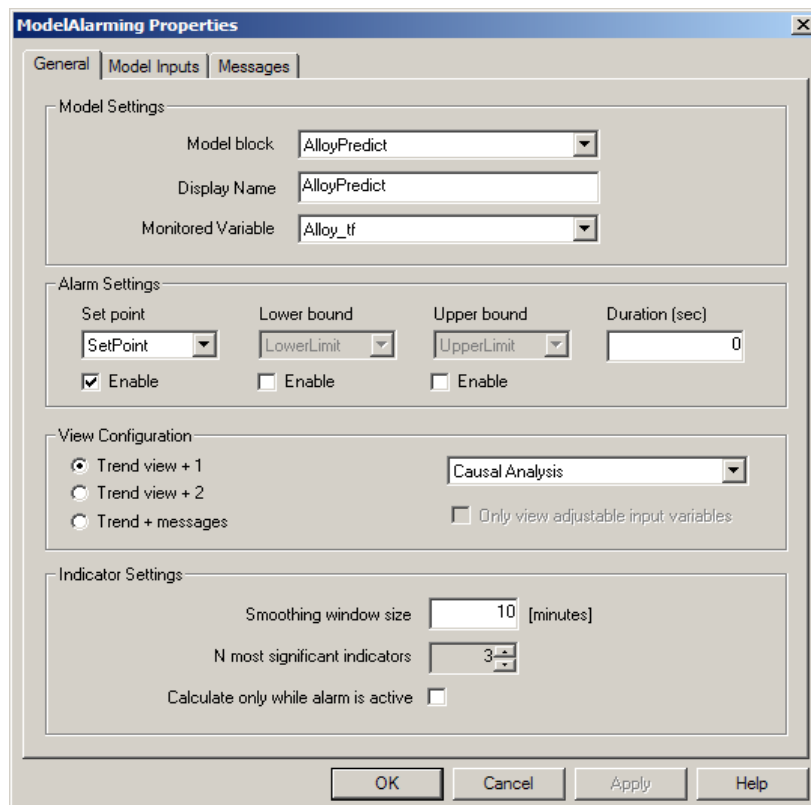 ModelAlarming Properties
General Model Inputs Messages
Model Settings
Model block AlloyPredict
Display Name AlloyPredict
Monitored Variable Alloy_tf
Alarm Settings
Set point Lower bound Upper bound Duration (sec)
SetPoint LowerLimit UpperLimit 0
Enable Enable Enable
View Configuration
Trend view + 1 Causal Analysis
Trend view + 2
Trend + messages Only view adjustable input variables
Indicator Settings
Smoothing window size 10 [minutes]
N most significant indicators 3
Calculate only while alarm is active
OK Cancel Apply Help